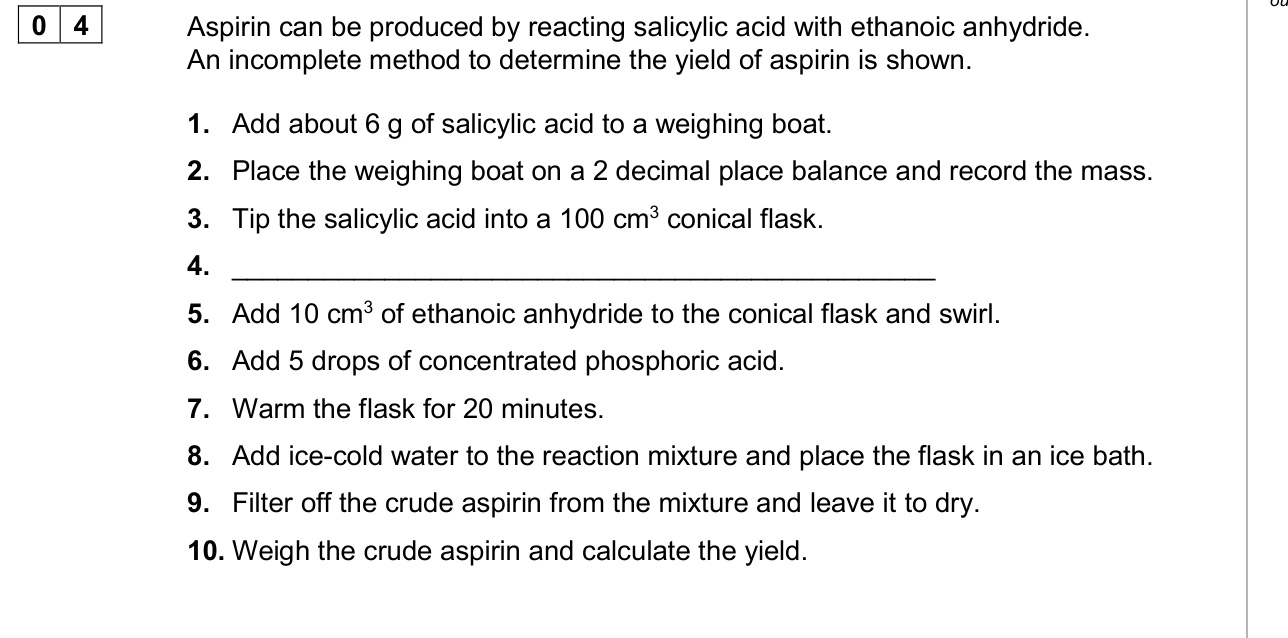 0 4 Aspirin can be produced by reacting salicylic acid with ethanoic anhydride.
An incomplete method to determine the yield of aspirin is shown.
1. Add about 6 g of salicylic acid to a weighing boat.
2. Place the weighing boat on a 2 decimal place balance and record the mass.
3. Tip the salicylic acid into a 100 cm³ conical flask.
4. ______________________________________________
5. Add 10 cm³ of ethanoic anhydride to the conical flask and swirl.
6. Add 5 drops of concentrated phosphoric acid.
7. Warm the flask for 20 minutes.
8. Add ice-cold water to the reaction mixture and place the flask in an ice bath.
9. Filter off the crude aspirin from the mixture and leave it to dry.
10. Weigh the crude aspirin and calculate the yield.